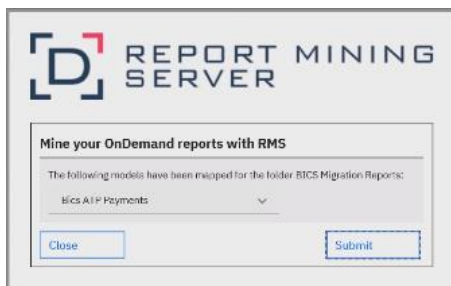 D REPORT MINING
SERVER
Mine your OnDemand reports with RMS
The following models have been mapped for the folder BICS Migration Reports:
Bics ATP Payments
Close Submit